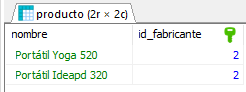 producto (2r × 2c)
nombre id_fabricante
Portátil Yoga 520 2
Portátil Ideapd 320 2